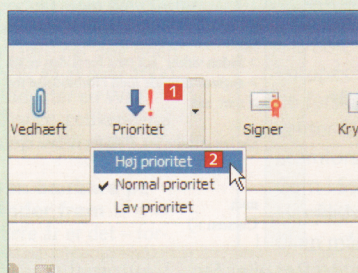 1
Vedhæft Prioritet Signer Kry
Høj prioritet 2
Normal prioritet
Lav prioritet